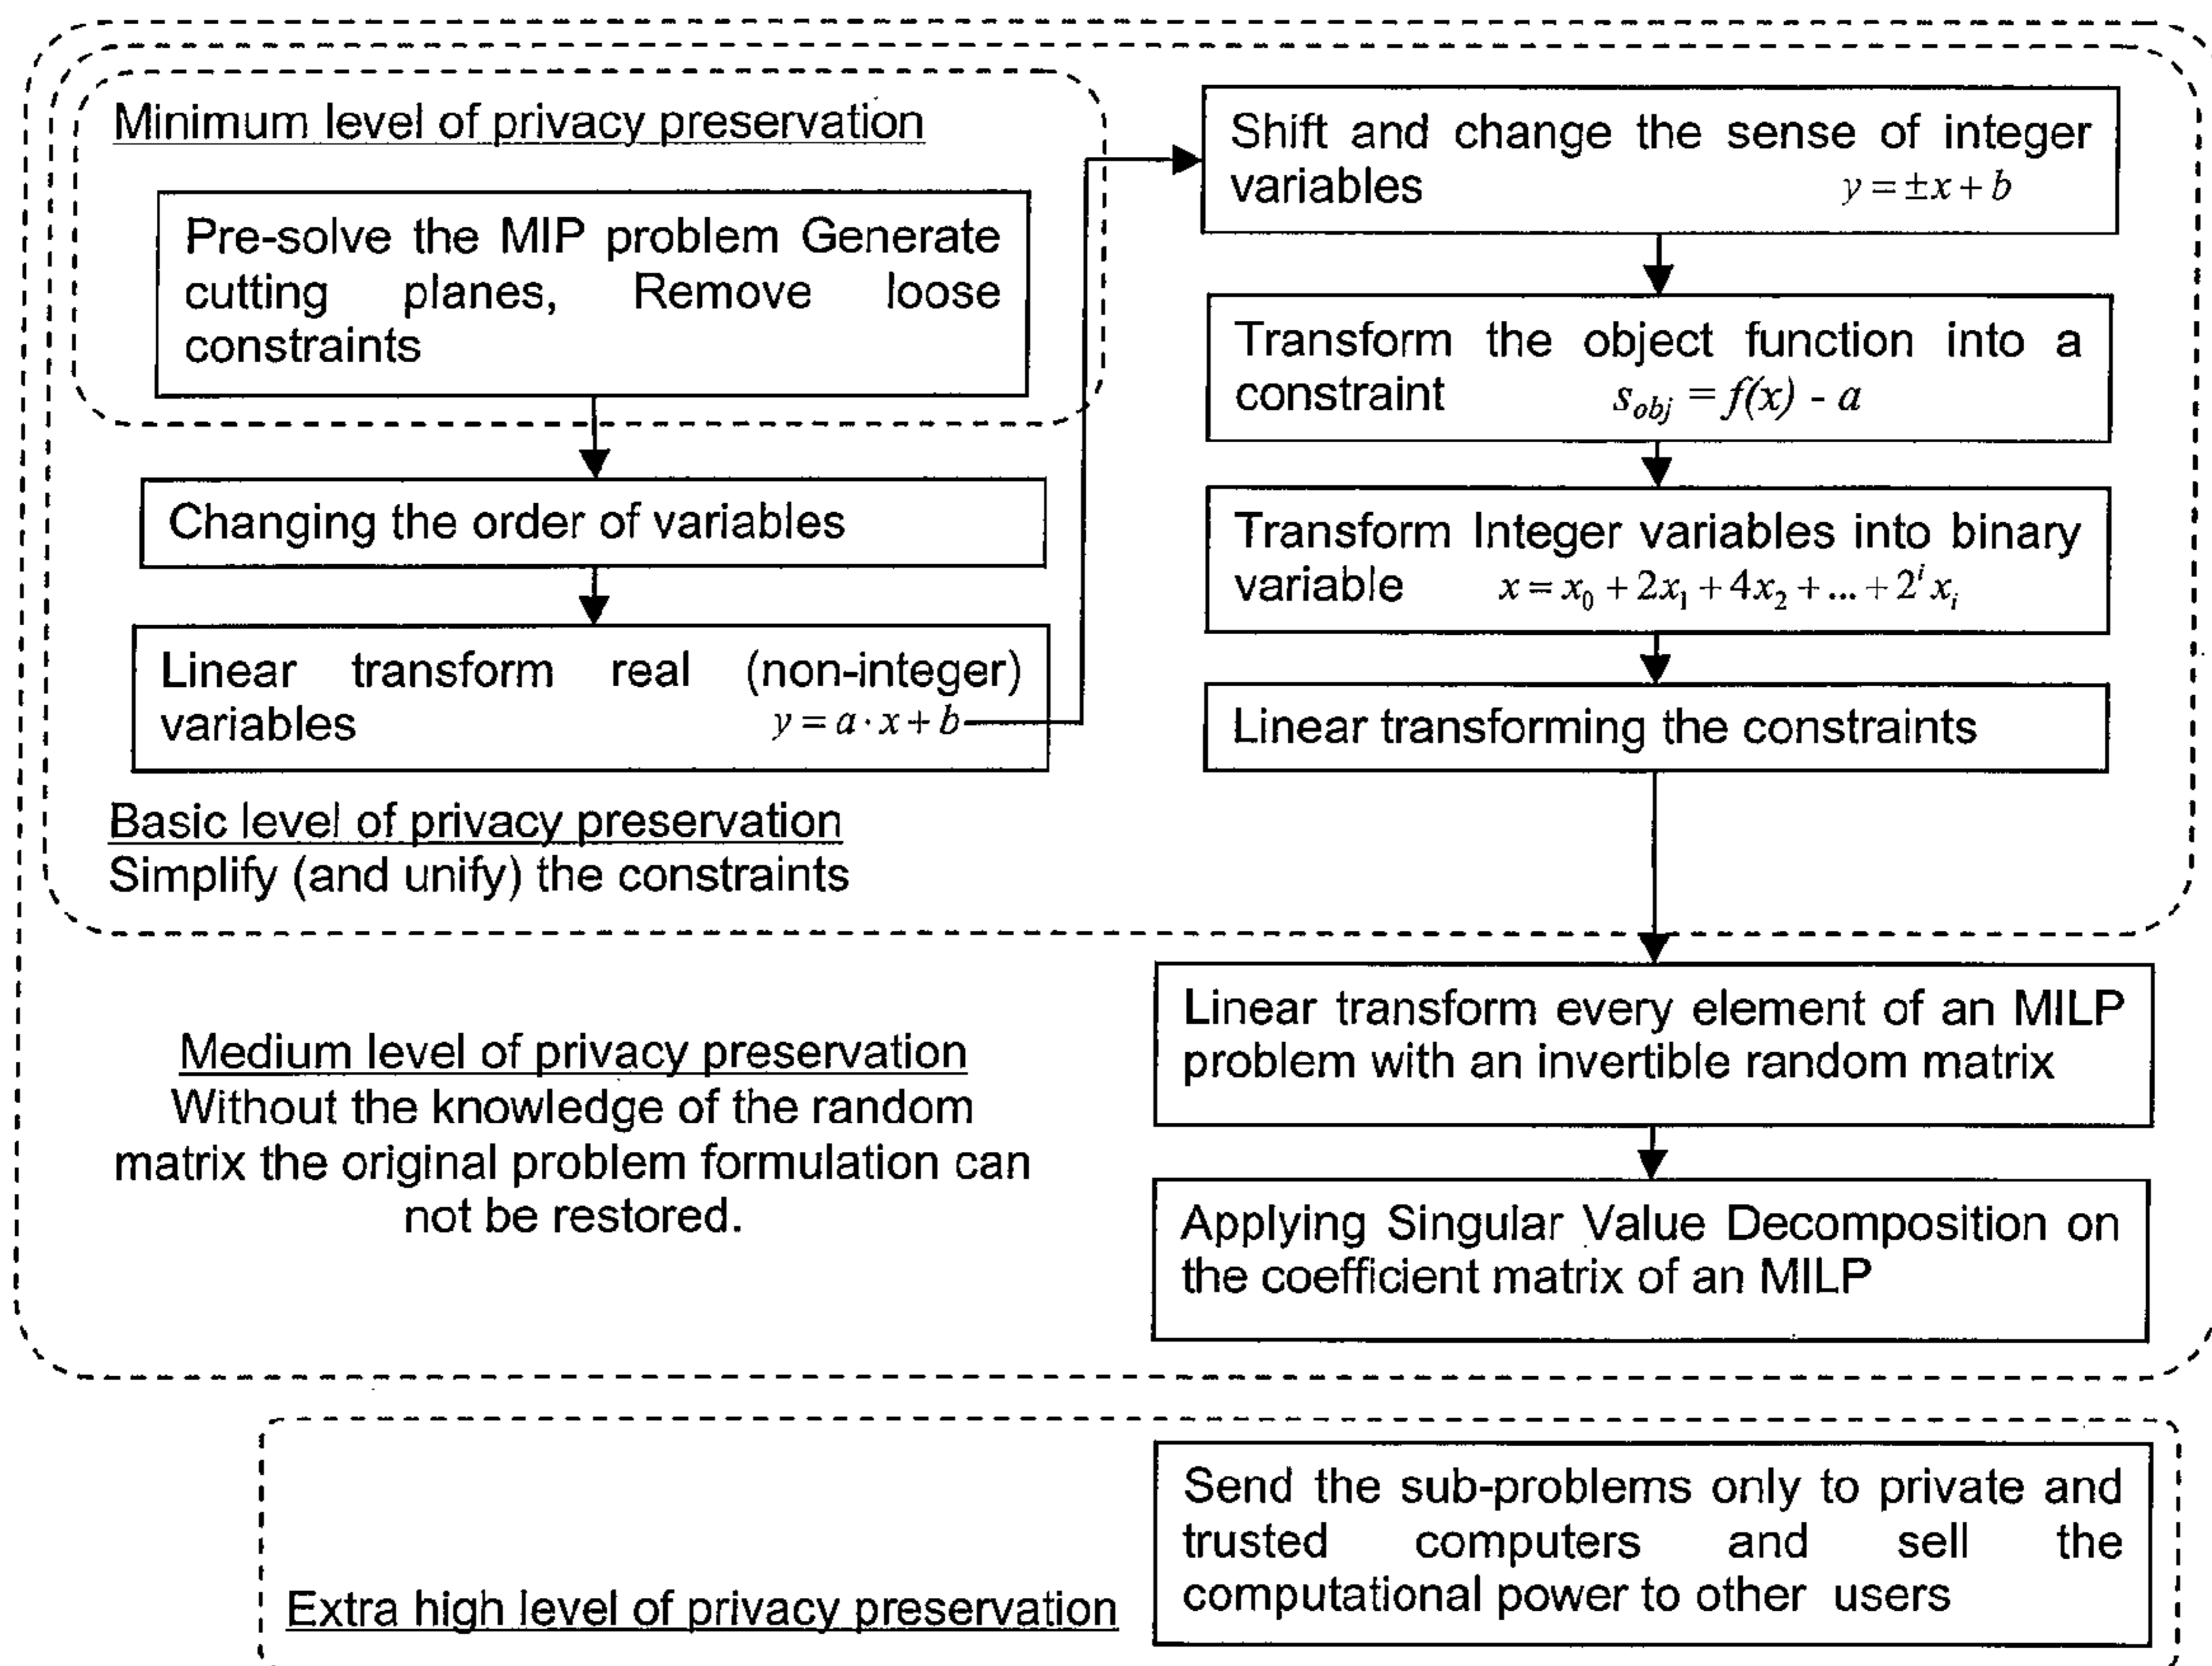 Minimum level of privacy preservation
Pre-solve the MIP problem Generate
cutting planes, Remove loose
constraints
Changing the order of variables
Linear transform real (non-integer)
variables y = a · x + b
Basic level of privacy preservation
Simplify (and unify) the constraints
Shift and change the sense of integer
variables y = ±x + b
Transform the object function into a
constraint s_obj = f(x) - a
Transform Integer variables into binary
variable x = x₀ + 2x₁ + 4x₂ + ... + 2ⁱ xᵢ
Linear transforming the constraints
Medium level of privacy preservation
Without the knowledge of the random
matrix the original problem formulation can
not be restored.
Linear transform every element of an MILP
problem with an invertible random matrix
Applying Singular Value Decomposition on
the coefficient matrix of an MILP
Extra high level of privacy preservation
Send the sub-problems only to private and
trusted computers and sell the
computational power to other users